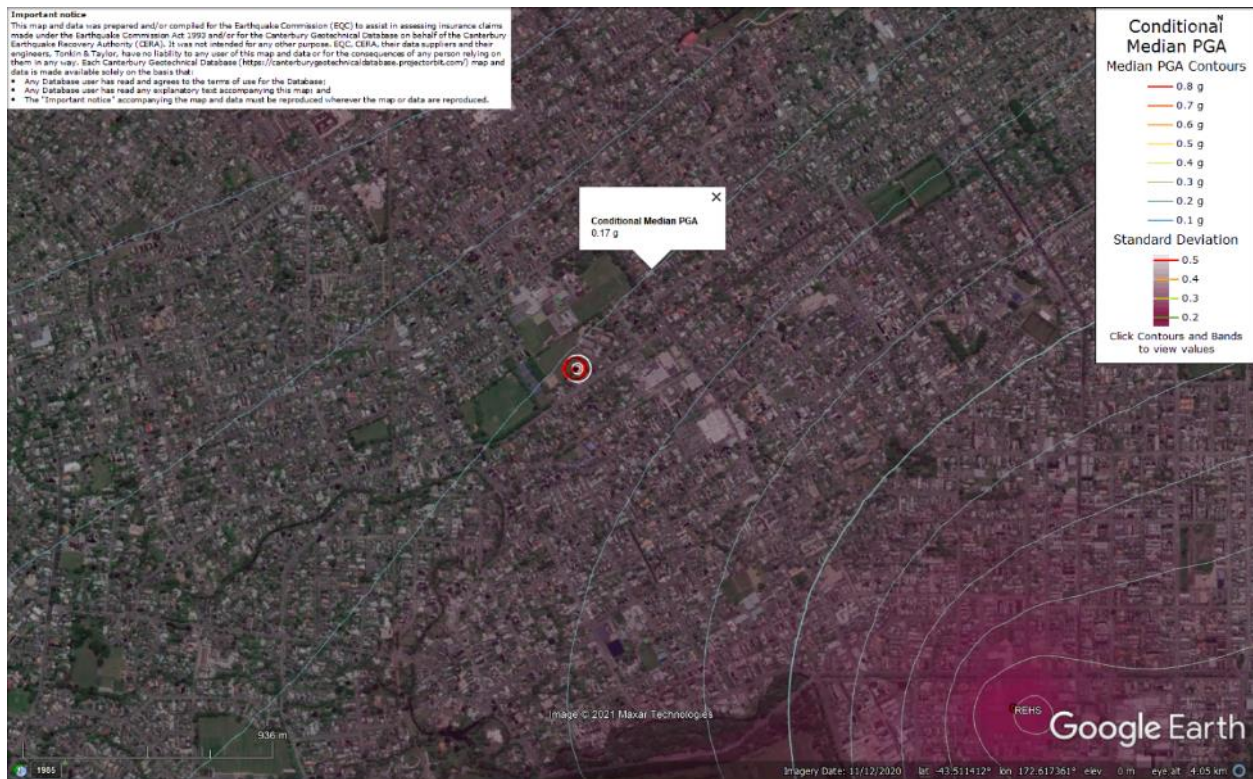 Important notice
This map and data was prepared and/or compiled for the Earthquake Commission (EQC) to assist in assessing insurance claims
made under the Earthquake Commission Act 1993 and/or for the Canterbury Geotechnical Database on behalf of the Canterbury
Earthquake Recovery Authority (CERA). It was not intended for any other purpose. EQC, CERA, their data suppliers and their
engineers, Tonkin & Taylor, have no liability to any user of this map and data or for the consequences of any person relying on
them in any way. Each Canterbury Geotechnical Database (https://canterburygeotechnicaldatabase.projectorbit.com/) map and
data is made available solely on the basis that:
• Any Database user has read and agrees to the terms of use for the Database;
• Any Database user has read any explanatory text accompanying this map; and
• The "Important notice" accompanying the map and data must be reproduced wherever the map or data are reproduced.
N
Conditional
Median PGA
Median PGA Contours
0.8 g
0.7 g
0.6 g
0.5 g
0.4 g
0.3 g
0.2 g
0.1 g
Standard Deviation
0.5
0.4
0.3
0.2
Click Contours and Bands
to view values
Conditional Median PGA
0.17 g
REHS
Image © 2021 Maxar Technologies
936 m
Google Earth
1985
Imagery Date: 11/12/2020 lat -43.511412° lon 172.617361° elev 0 m eye alt 4.05 km